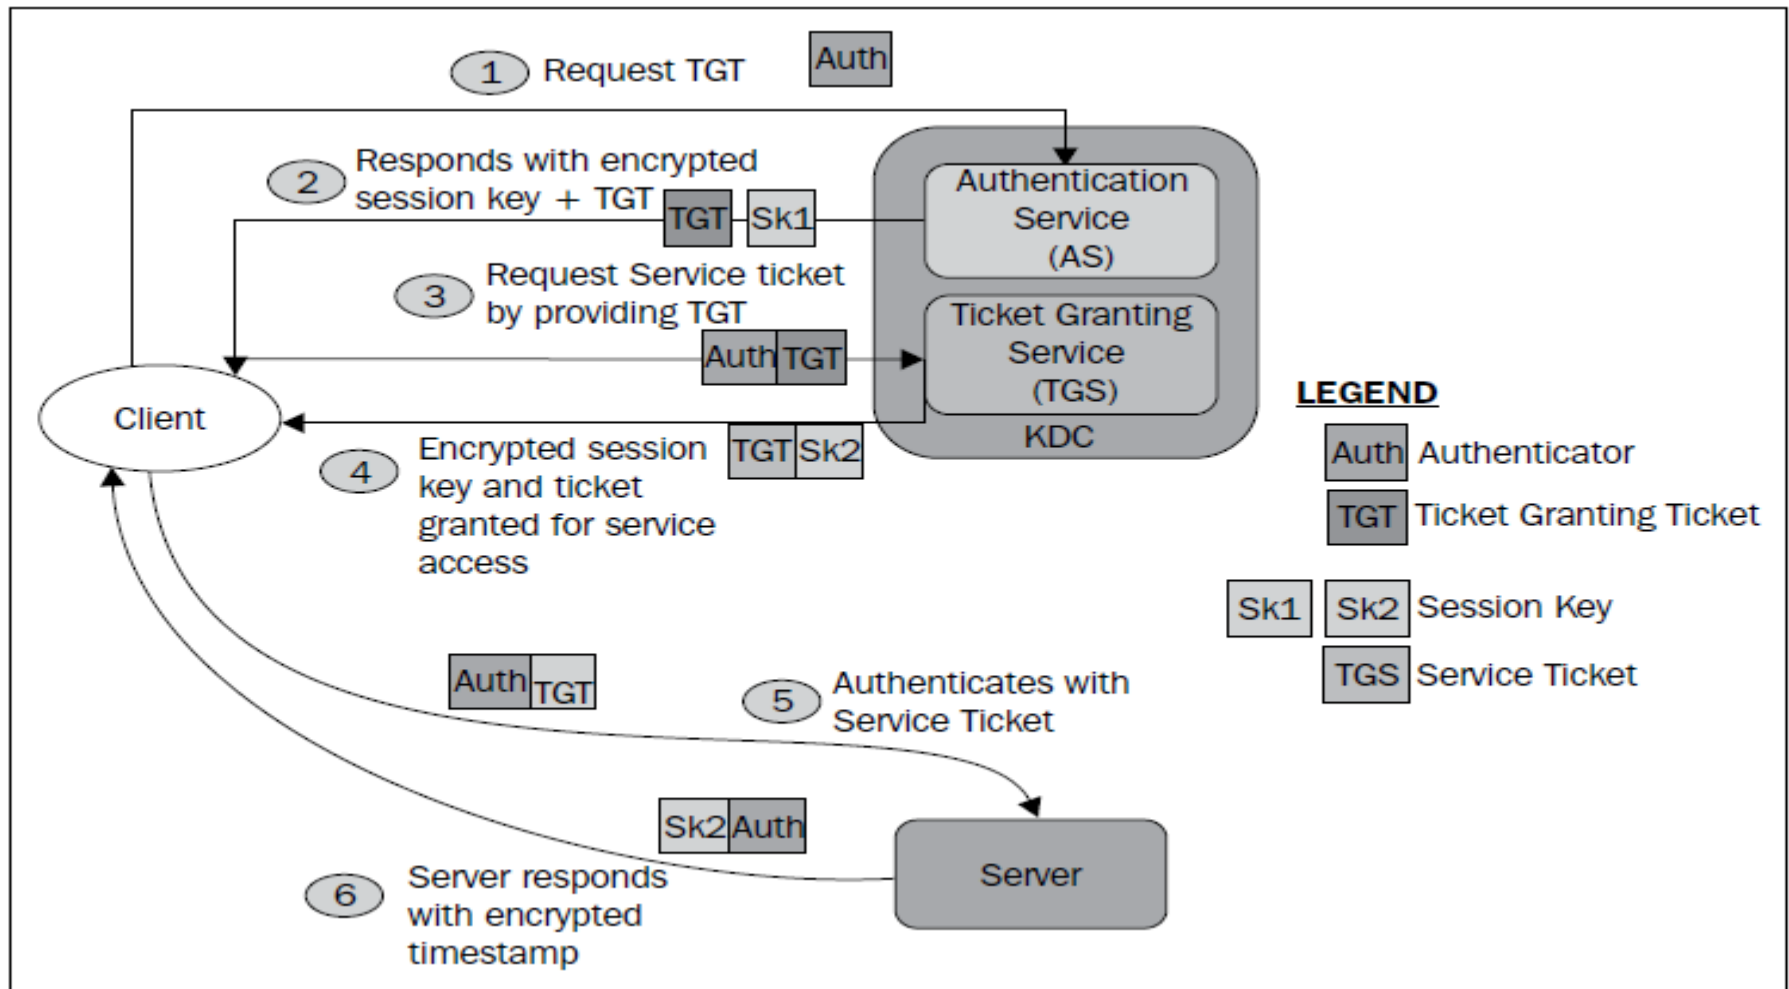 1 Request TGT Auth
2 Responds with encrypted
session key + TGT
TGT Sk1
Authentication
Service
(AS)
3 Request Service ticket
by providing TGT
Auth TGT
Ticket Granting
Service
(TGS)
KDC
Client
4 Encrypted session
key and ticket
granted for service
access
TGT Sk2
LEGEND
Auth Authenticator
TGT Ticket Granting Ticket
Sk1 Sk2 Session Key
TGS Service Ticket
Auth TGT
5 Authenticates with
Service Ticket
Sk2 Auth
Server
6 Server responds
with encrypted
timestamp